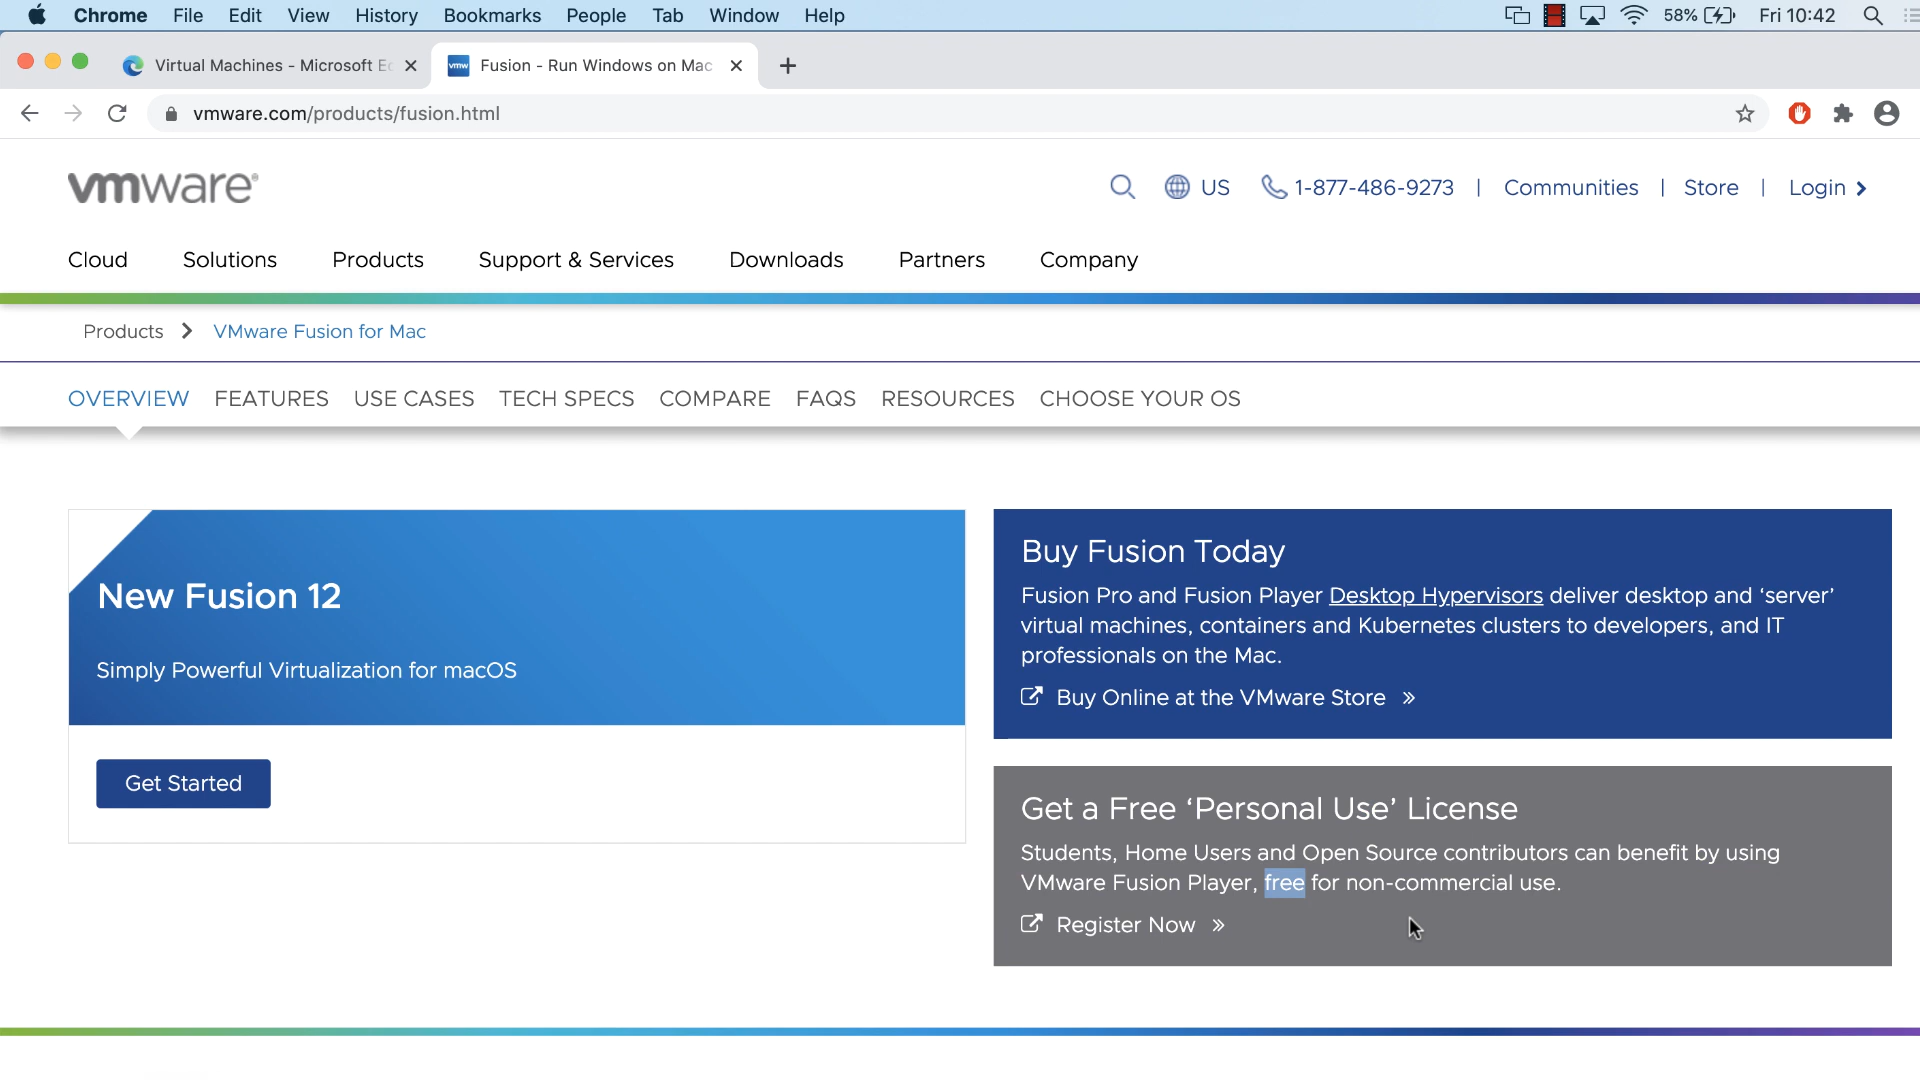 Chrome File Edit View History Bookmarks People Tab Window Help 58% Fri 10:42
Virtual Machines - Microsoft Ec Fusion - Run Windows on Mac
vmware.com/products/fusion.html
vmware®
US 1-877-486-9273 | Communities | Store | Login
Cloud Solutions Products Support & Services Downloads Partners Company
Products VMware Fusion for Mac
OVERVIEW FEATURES USE CASES TECH SPECS COMPARE FAQS RESOURCES CHOOSE YOUR OS
New Fusion 12
Simply Powerful Virtualization for macOS
Get Started
Buy Fusion Today
Fusion Pro and Fusion Player Desktop Hypervisors deliver desktop and ‘server’
virtual machines, containers and Kubernetes clusters to developers, and IT
professionals on the Mac.
Buy Online at the VMware Store »
Get a Free ‘Personal Use’ License
Students, Home Users and Open Source contributors can benefit by using
VMware Fusion Player, free for non-commercial use.
Register Now »